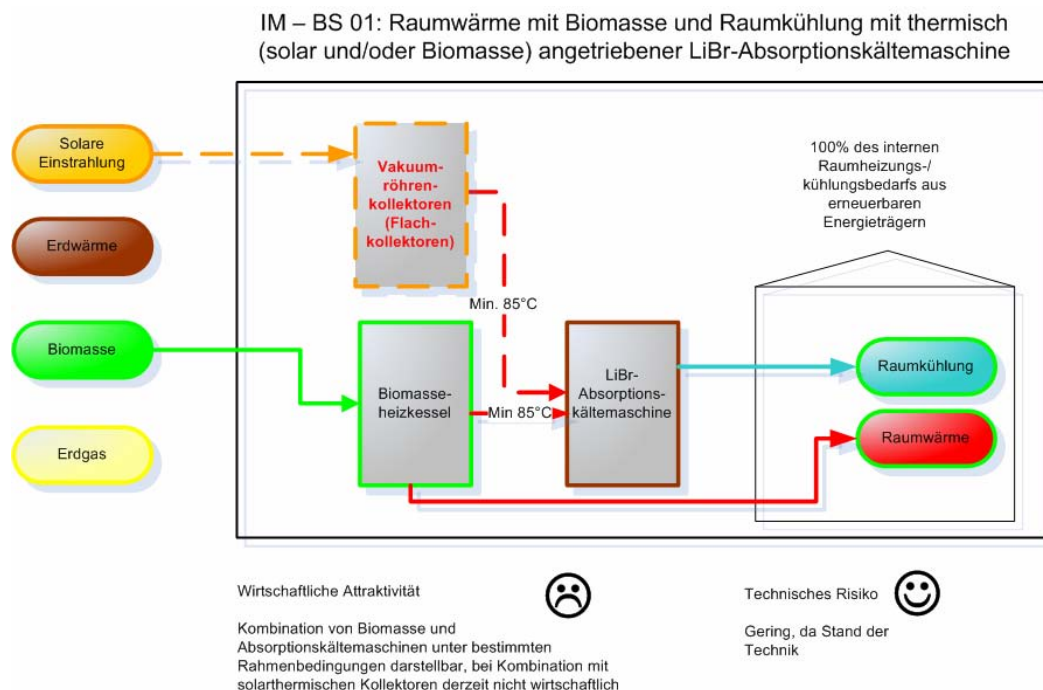 IM – BS 01: Raumwärme mit Biomasse und Raumkühlung mit thermisch
(solar und/oder Biomasse) angetriebener LiBr-Absorptionskältemaschine
Solare
Einstrahlung
Vakuum-
röhren-
kollektoren
(Flach-
kollektoren)
100% des internen
Raumheizungs-/
kühlungsbedarfs aus
erneuerbaren
Energieträgern
Erdwärme
Min. 85°C
Biomasse
Biomasse-
heizkessel
Min 85°C
LiBr-
Absorptions-
kältemaschine
Raumkühlung
Raumwärme
Erdgas
Wirtschaftliche Attraktivität
Kombination von Biomasse und
Absorptionskältemaschinen unter bestimmten
Rahmenbedingungen darstellbar, bei Kombination mit
solarthermischen Kollektoren derzeit nicht wirtschaftlich
Technisches Risiko
Gering, da Stand der
Technik